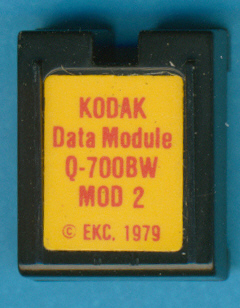 KODAK
Data Module
Q-700BW
MOD 2
© EKC, 1979